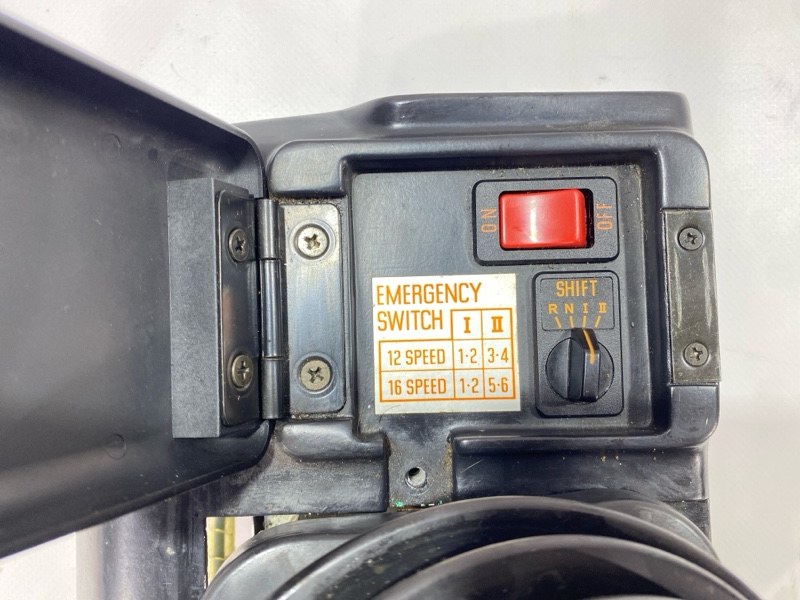 ON OFF
SHIFT
R N I II
EMERGENCY
SWITCH I II
12 SPEED 1·2 3·4
16 SPEED 1·2 5·6